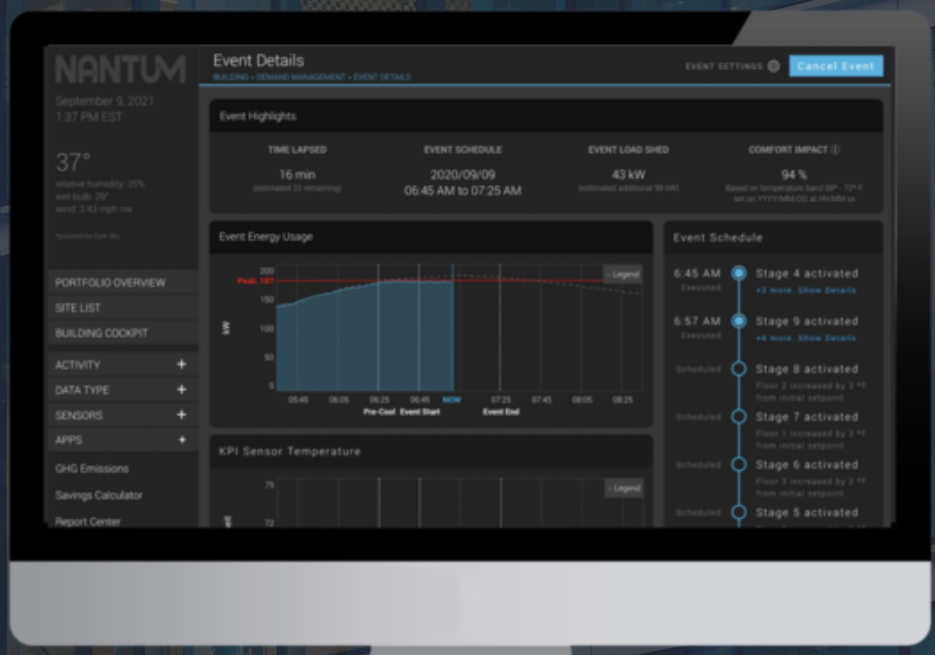 NANTUM
September 9, 2021
1:37 PM EST
37°
relative humidity: 35%
wet-bulb: 29°
wind: 3.43 mph nw
*powered by Dark Sky
PORTFOLIO OVERVIEW
SITE LIST
BUILDING COCKPIT
ACTIVITY +
DATA TYPE +
SENSORS +
APPS +
GHG Emissions
Savings Calculator
Report Center
Event Details
BUILDING > DEMAND MANAGEMENT > EVENT DETAILS
EVENT SETTINGS
Cancel Event
Event Highlights
TIME LAPSED
16 min
(estimated 22 remaining)
EVENT SCHEDULE
2020/09/09
06:45 AM to 07:25 AM
EVENT LOAD SHED
43 kW
(estimated additional 99 kW)
COMFORT IMPACT
94 %
Based on temperature band 68° - 72° F,
set on YYYY/MM/DD at HH/MM xx
Event Energy Usage
Legend
200
Peak: 187
150
100
50
0
kW
05:45 06:05 06:25 06:45 NOW 07:25 07:45 08:05 08:25
Pre-Cool Event Start Event End
KPI Sensor Temperature
Legend
75
72
Event Schedule
6:45 AM Stage 4 activated
Executed +3 more. Show Details
6:57 AM Stage 9 activated
Executed +4 more. Show Details
Scheduled Stage 8 activated
Floor 2 increased by 3 °F
from initial setpoint
Scheduled Stage 7 activated
Floor 1 increased by 3 °F
from initial setpoint
Scheduled Stage 6 activated
Floor 3 increased by 2 °F
from initial setpoint
Scheduled Stage 5 activated